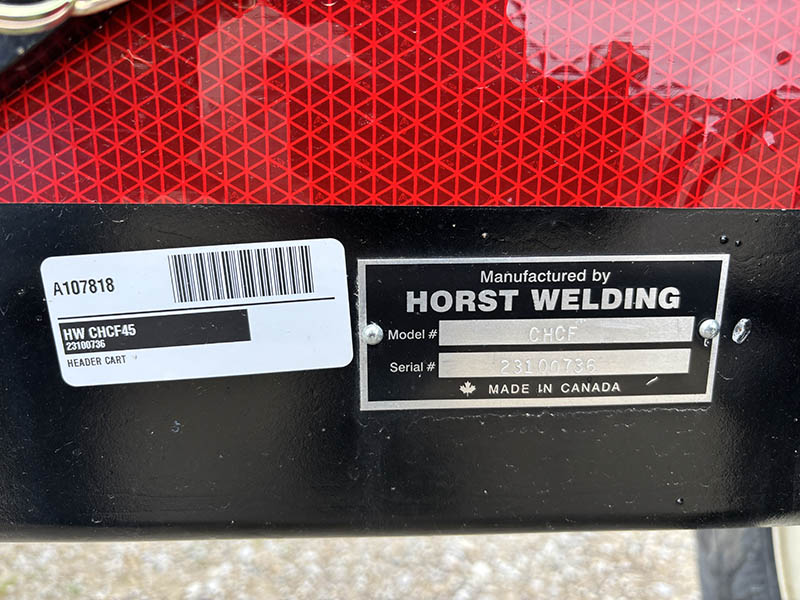 A107818
HW CHCF45
23100736
HEADER CART
Manufactured by
HORST WELDING
Model # CHCF
Serial # 23100736
MADE IN CANADA